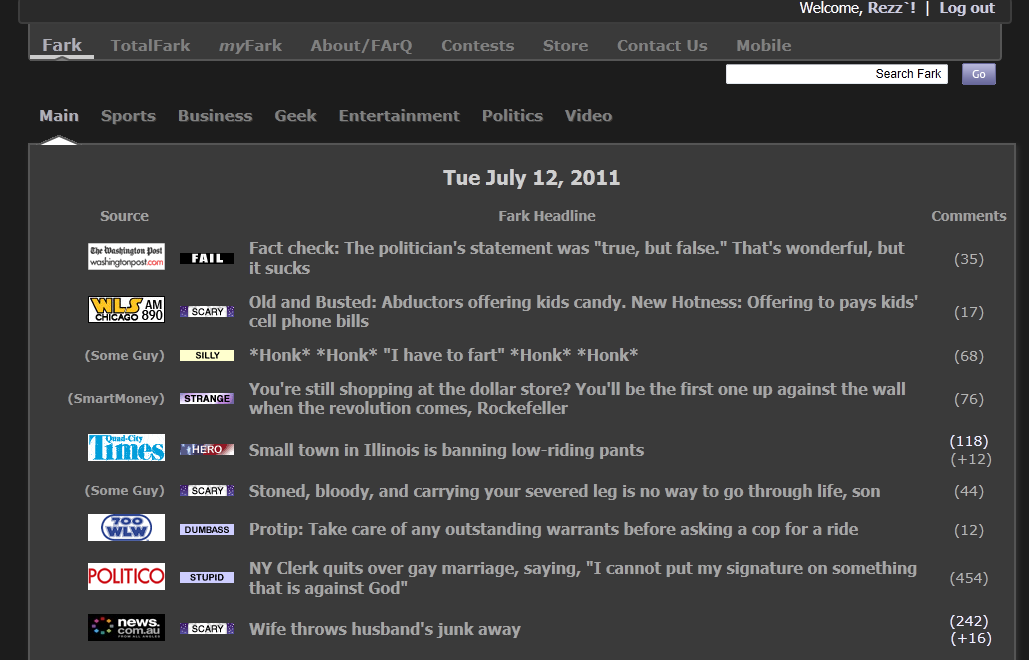 Welcome, Rezz`! | Log out
Fark TotalFark myFark About/FArQ Contests Store Contact Us Mobile
Search Fark Go
Main Sports Business Geek Entertainment Politics Video
Tue July 12, 2011
Source Fark Headline Comments
The Washington Post
washingtonpost.com
FAIL
Fact check: The politician's statement was "true, but false." That's wonderful, but
it sucks
(35)
WLS AM
CHICAGO 890
SCARY
Old and Busted: Abductors offering kids candy. New Hotness: Offering to pays kids'
cell phone bills
(17)
(Some Guy) SILLY *Honk* *Honk* "I have to fart" *Honk* *Honk* (68)
(SmartMoney) STRANGE
You're still shopping at the dollar store? You'll be the first one up against the wall
when the revolution comes, Rockefeller
(76)
Quad-City
Times
HERO
Small town in Illinois is banning low-riding pants
(118)
(+12)
(Some Guy) SCARY Stoned, bloody, and carrying your severed leg is no way to go through life, son (44)
700
WLW
DUMBASS
Protip: Take care of any outstanding warrants before asking a cop for a ride
(12)
POLITICO STUPID
NY Clerk quits over gay marriage, saying, "I cannot put my signature on something
that is against God"
(454)
news.
com.au
FROM ALL ANGLES
SCARY
Wife throws husband's junk away
(242)
(+16)